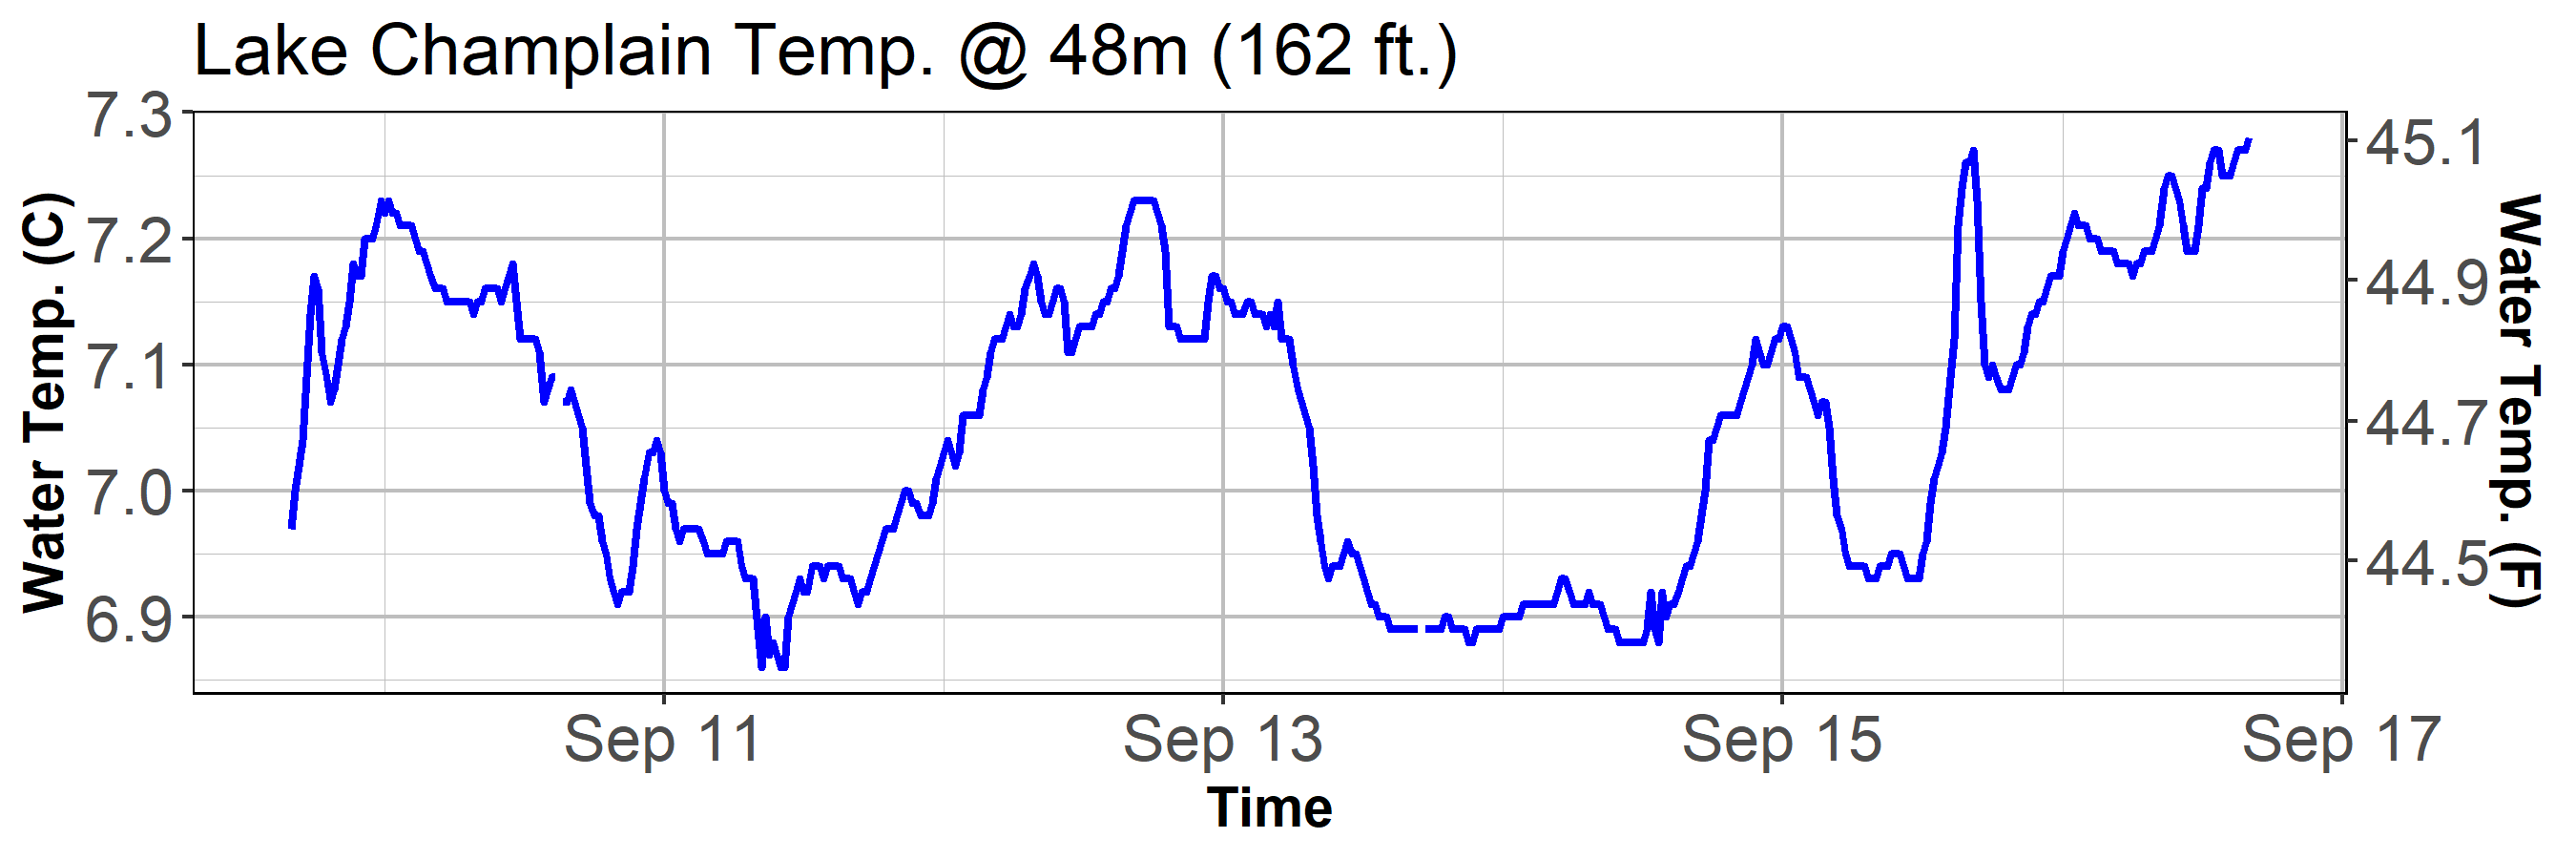 Lake Champlain Temp. @ 48m (162 ft.)
Water Temp. (C)
7.3
7.2
7.1
7.0
6.9
45.1
44.9
44.7
44.5
Water Temp. (F)
Sep 11 Sep 13 Sep 15 Sep 17
Time